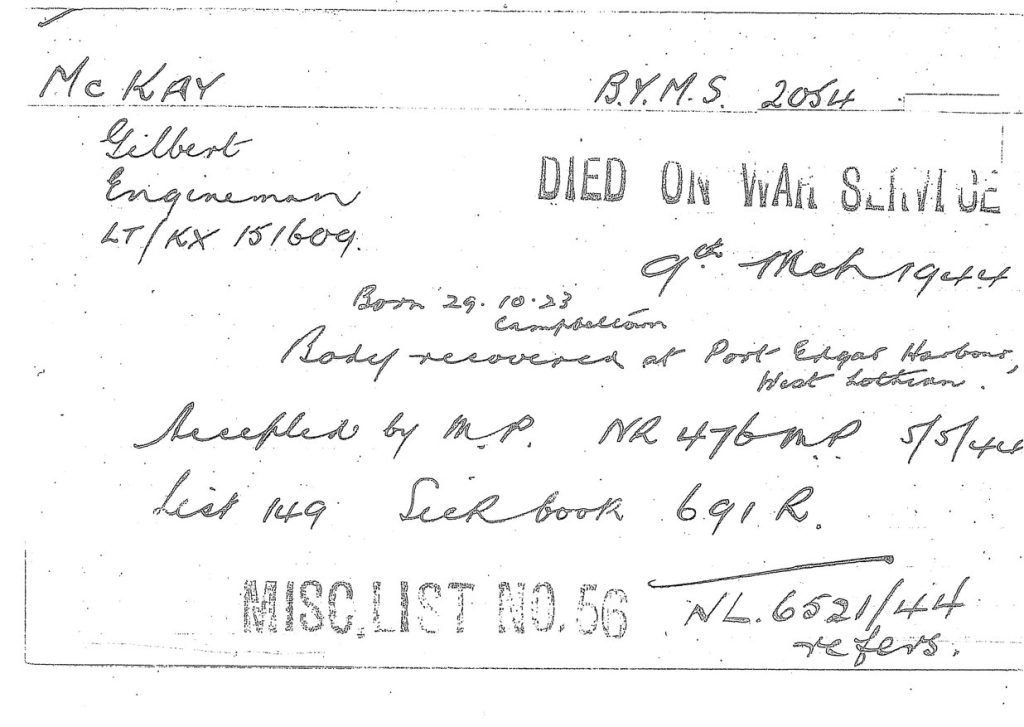 McKAY B.Y.M.S. 2054
Gilbert
Engineman
LT/KX 151609.
DIED ON WAR SERVICE
9th Mch 1944
Born 29.10.23
Campbeltown
Body recovered at Port Edgar Harbour,
West Lothian.
Accepted by M.P. NR 476 M.P. 5/5/44
List 149 Sick book 691 R.
MISC. LIST NO. 56
NL. 6521/44
refers.